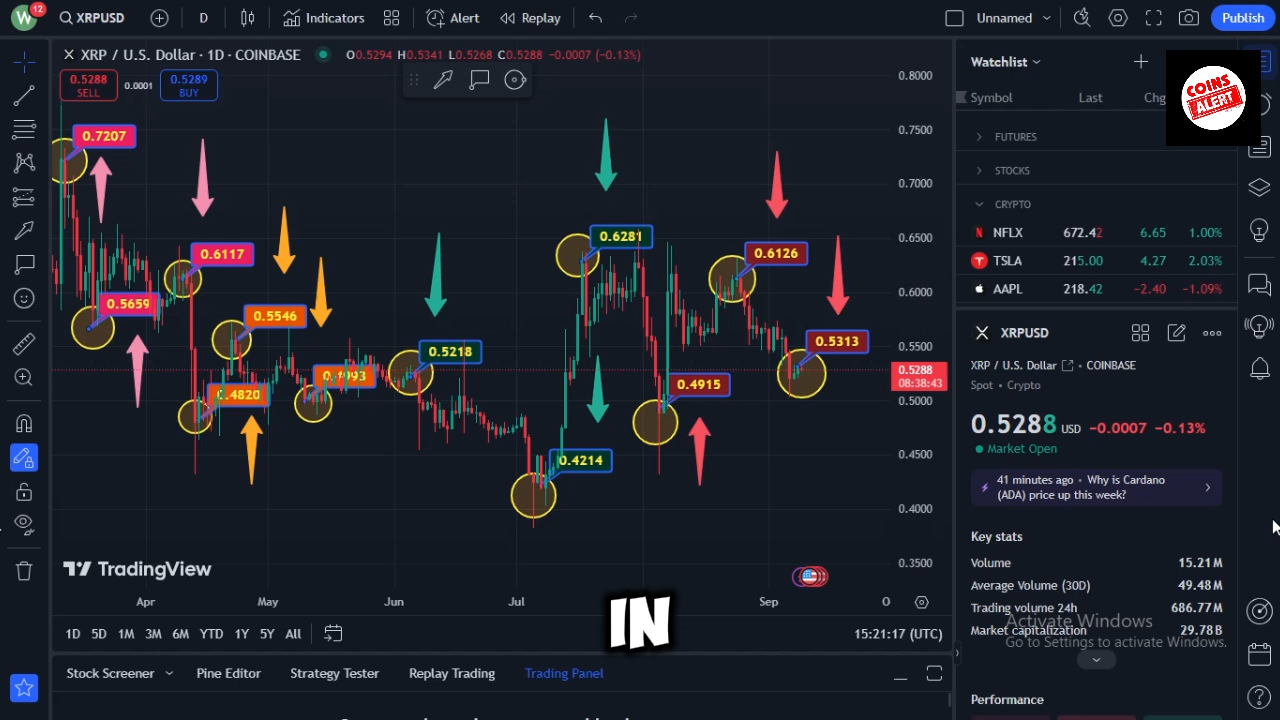 W 12 XRPUSD D Indicators Alert Replay Unnamed Publish
XRP / U.S. Dollar · 1D · COINBASE O0.5294 H0.5341 L0.5268 C0.5288 -0.0007 (-0.13%)
0.5288 SELL 0.0001 0.5289 BUY
0.7207
0.5659
0.6117
0.4820
0.5546
0.4993
0.5218
0.4214
0.6281
0.4915
0.6126
0.5313
0.8000
0.7500
0.7000
0.6500
0.6000
0.5500
0.5288
08:38:43
0.5000
0.4500
0.4000
0.3500
TradingView
Apr May Jun Jul Sep
IN
1D 5D 1M 3M 6M YTD 1Y 5Y All 15:21:17 (UTC)
Stock Screener Pine Editor Strategy Tester Replay Trading Trading Panel
Watchlist
COINS
ALERT
Symbol Last Chg
FUTURES
STOCKS
CRYPTO
NFLX 672.42 6.65 1.00%
TSLA 215.00 4.27 2.03%
AAPL 218.42 -2.40 -1.09%
XRPUSD
XRP / U.S. Dollar COINBASE
Spot • Crypto
0.5288 USD -0.0007 -0.13%
Market Open
41 minutes ago • Why is Cardano
(ADA) price up this week?
Key stats
Volume 15.21M
Average Volume (30D) 49.48M
Trading volume 24h 686.77M
Market capitalization 29.78B
Activate Windows
Go to Settings to activate Windows.
Performance